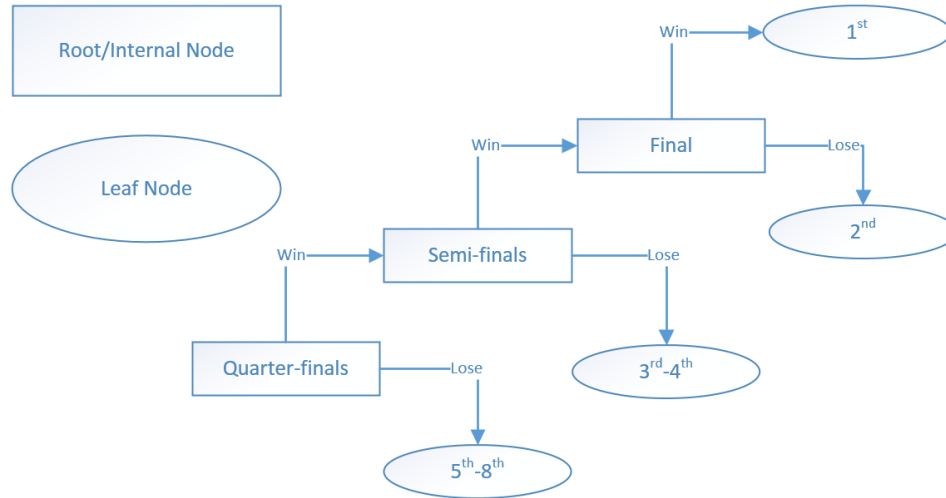 Root/Internal Node
Win
1st
Win
Final
Lose
Leaf Node
2nd
Win
Semi-finals
Lose
Quarter-finals
Lose
3rd-4th
5th-8th